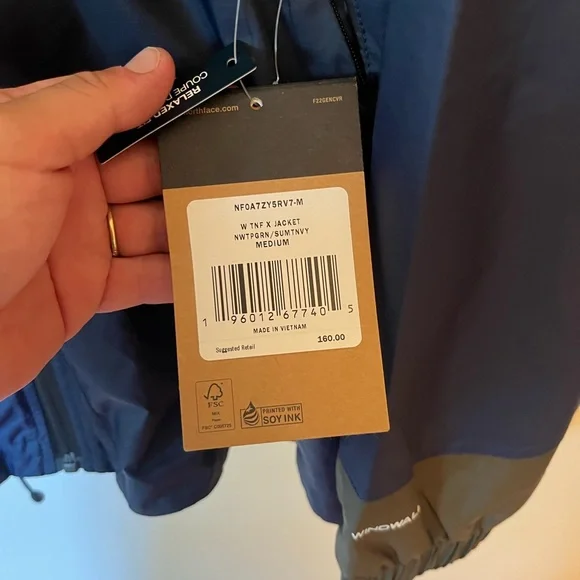 RELAXED
COUPE
thface.com
F22GENCVR
NF0A7ZY5RV7-M
W TNF X JACKET
NWTPGRN/SUMTNVY
MEDIUM
1 96012 67740 5
MADE IN VIETNAM
Suggested Retail 160.00
FSC
MIX
PRINTED WITH
SOY INK
WINDWALL